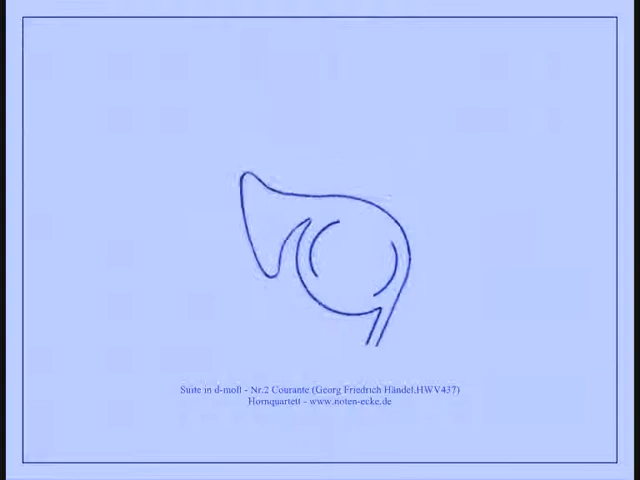 Suite in d-moll - Nr.2 Courante (Georg Friedrich Händel,HWV437)
Hornquartett - www.noten-ecke.de